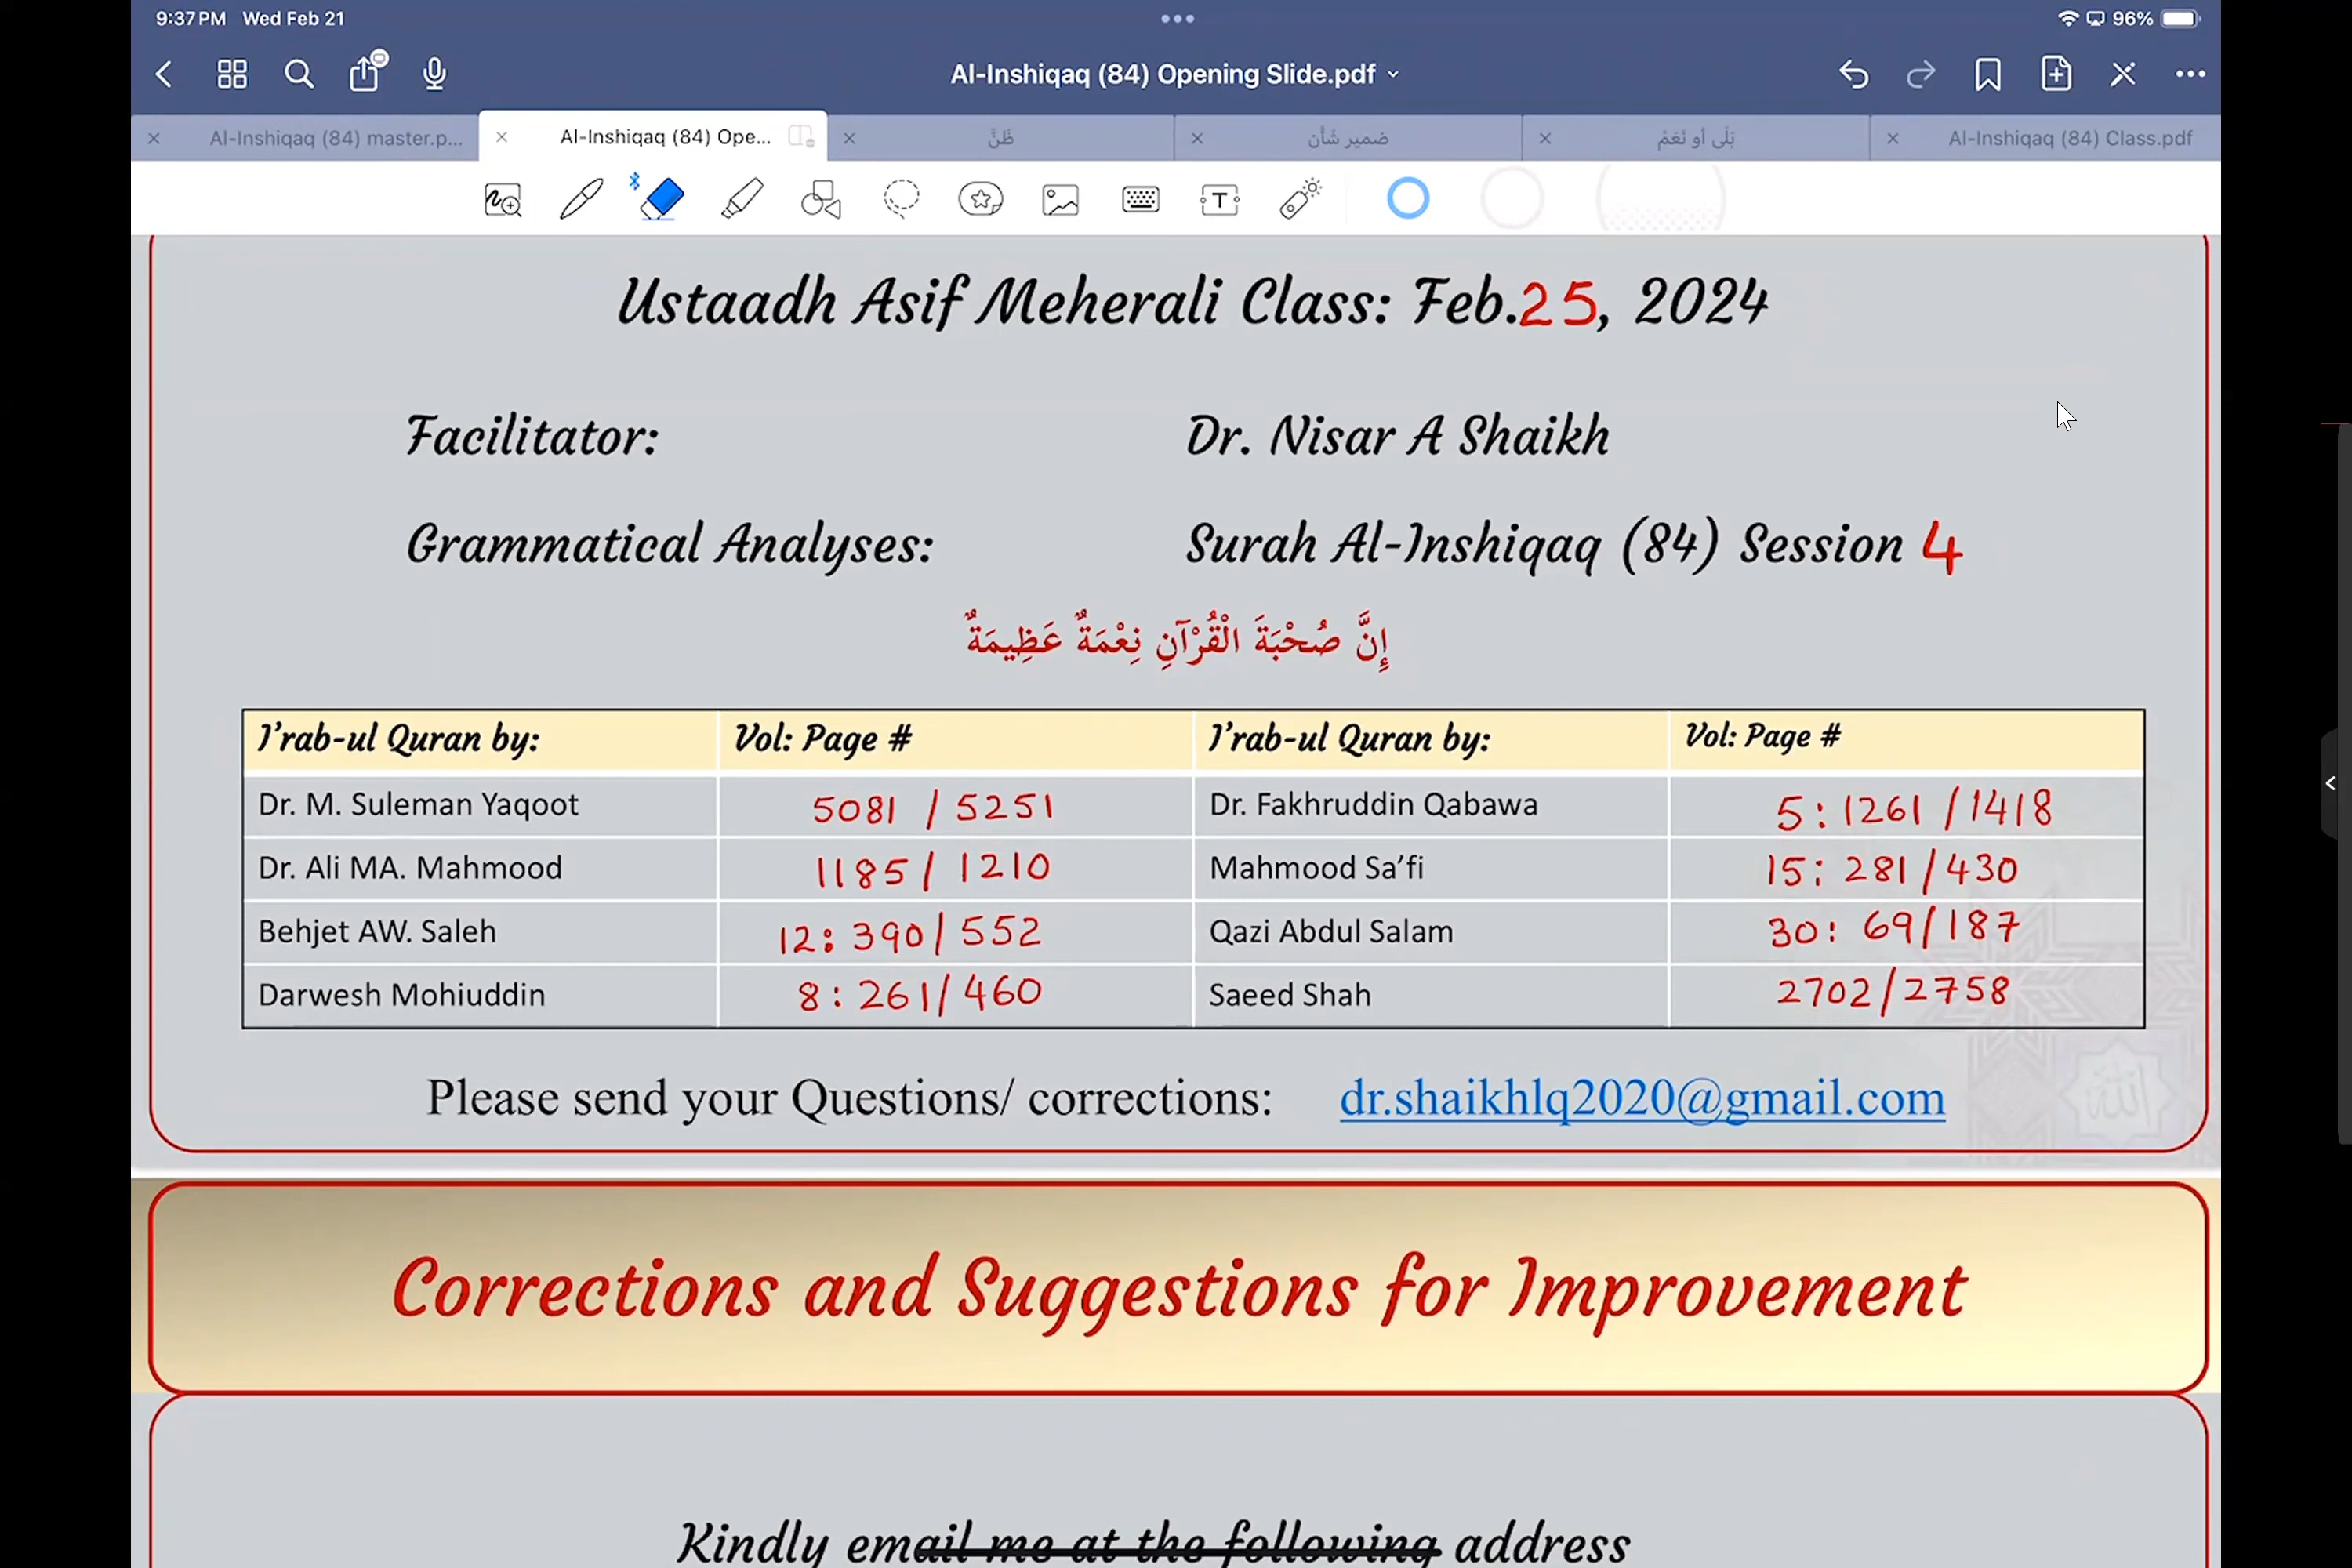 9:37 PM Wed Feb 21
96%
Al-Inshiqaq (84) Opening Slide.pdf
Al-Inshiqaq (84) master.p...
Al-Inshiqaq (84) Ope...
ظَنَّ
ضمير شأن
بَلَى أو نَعَمْ
Al-Inshiqaq (84) Class.pdf
T
Ustaadh Asif Meherali Class: Feb.25, 2024
Facilitator: Dr. Nisar A Shaikh
Grammatical Analyses: Surah Al-Inshiqaq (84) Session 4
إِنَّ صُحْبَةَ الْقُرْآنِ نِعْمَةٌ عَظِيمَةٌ
I'rab-ul Quran by: Vol: Page # I'rab-ul Quran by: Vol: Page #
Dr. M. Suleman Yaqoot 5081 / 5251 Dr. Fakhruddin Qabawa 5: 1261 / 1418
Dr. Ali MA. Mahmood 1185 / 1210 Mahmood Sa'fi 15: 281 / 430
Behjet AW. Saleh 12: 390 / 552 Qazi Abdul Salam 30: 69 / 187
Darwesh Mohiuddin 8: 261 / 460 Saeed Shah 2702 / 2758
Please send your Questions/ corrections: dr.shaikhlq2020@gmail.com
الله
Corrections and Suggestions for Improvement
Kindly email me at the following address